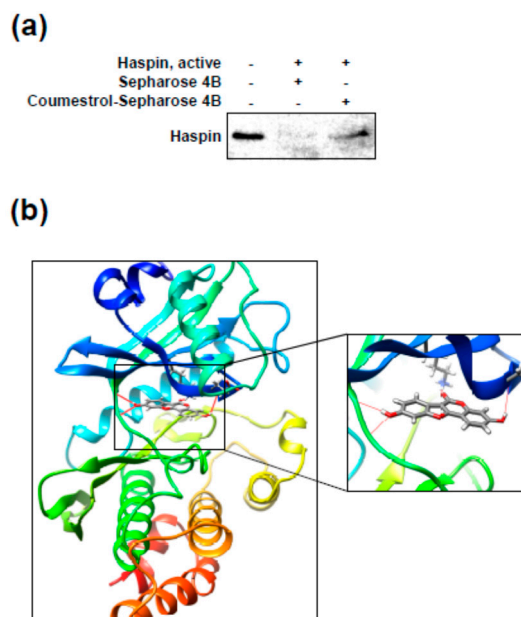 (a)
Haspin, active - + +
Sepharose 4B - + -
Coumestrol-Sepharose 4B - - +
Haspin
(b)